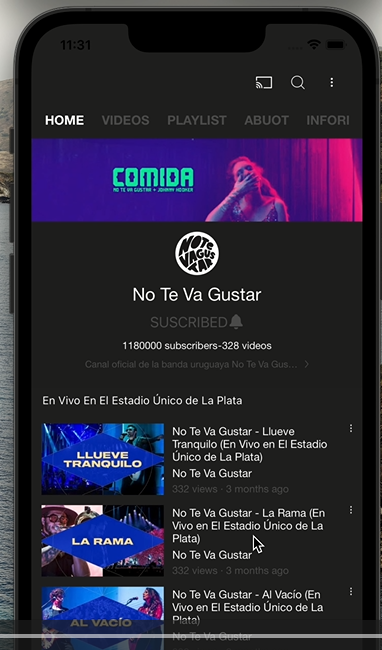 11:31
HOME VIDEOS PLAYLIST ABUOT INFORI
COMIDA
NO TE VA GUSTAR + JOHNNY HOOKER
NO TE
VAGUS
TAR
No Te Va Gustar
SUSCRIBED
1180000 subscribers-328 videos
Canal oficial de la banda uruguaya No Te Va Gus...
En Vivo En El Estadio Único de La Plata
LLUEVE
TRANQUILO
No Te Va Gustar - Llueve
Tranquilo (En Vivo en El Estadio
Único de La Plata)
No Te Va Gustar
332 views · 3 months ago
LA RAMA
No Te Va Gustar - La Rama (En
Vivo en El Estadio Único de La
Plata)
No Te Va Gustar
332 views · 3 months ago
AL VACÍO
No Te Va Gustar - Al Vacío (En
Vivo en El Estadio Único de La
Plata)
No Te Va Gustar